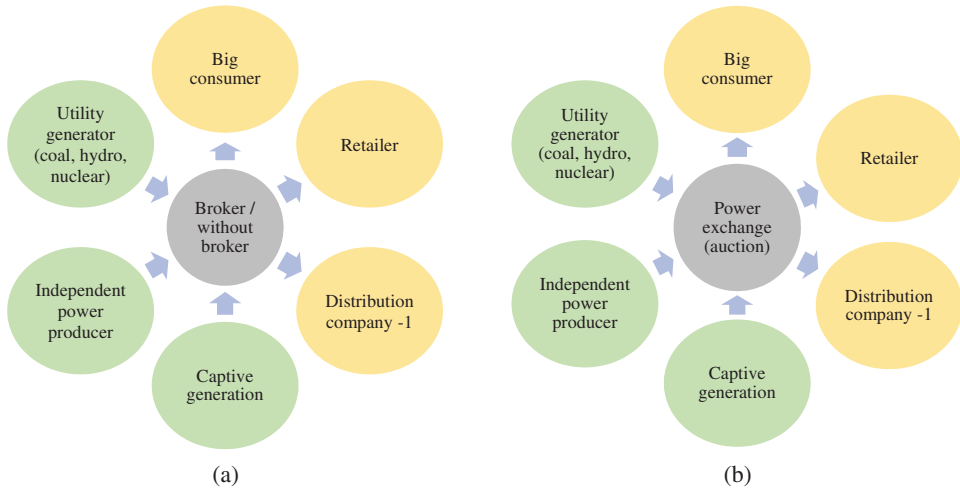 Big
consumer
Utility
generator
(coal, hydro,
nuclear)
Retailer
Broker /
without
broker
Independent
power
producer
Distribution
company -1
Captive
generation
(a)
Big
consumer
Utility
generator
(coal, hydro,
nuclear)
Retailer
Power
exchange
(auction)
Independent
power
producer
Distribution
company -1
Captive
generation
(b)